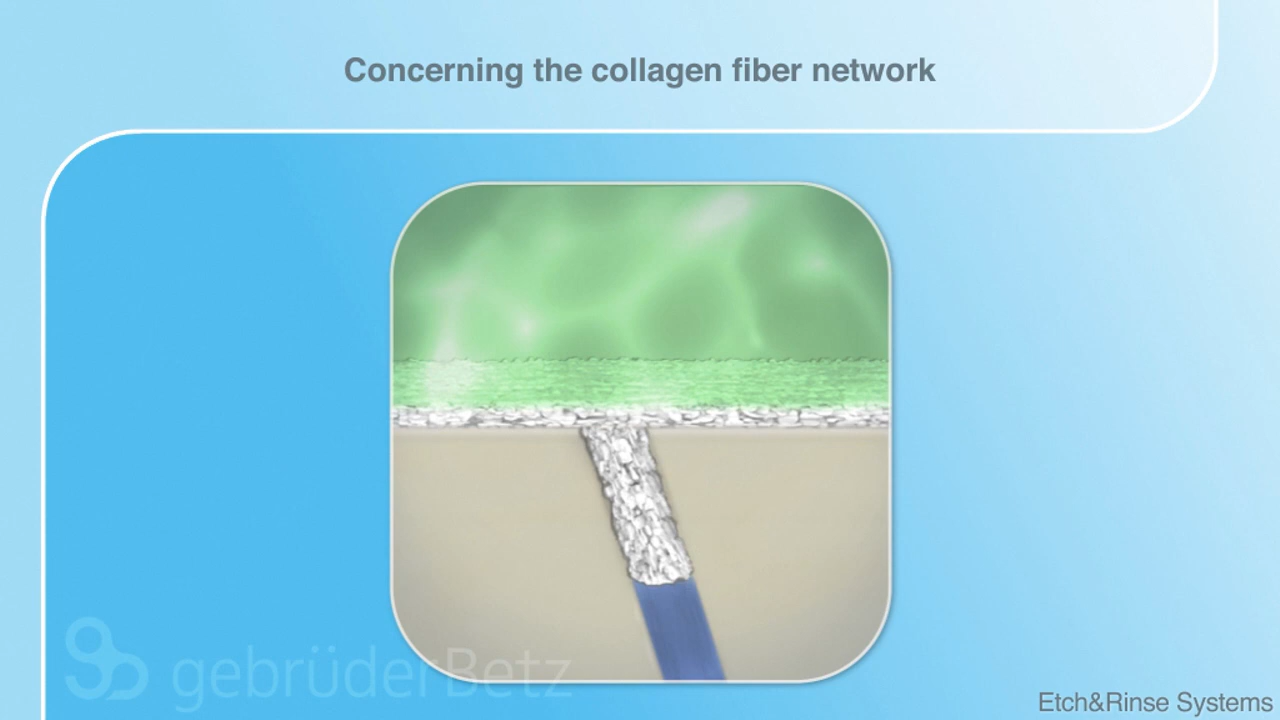 Concerning the collagen fiber network
gebrüderBetz
Etch&Rinse Systems